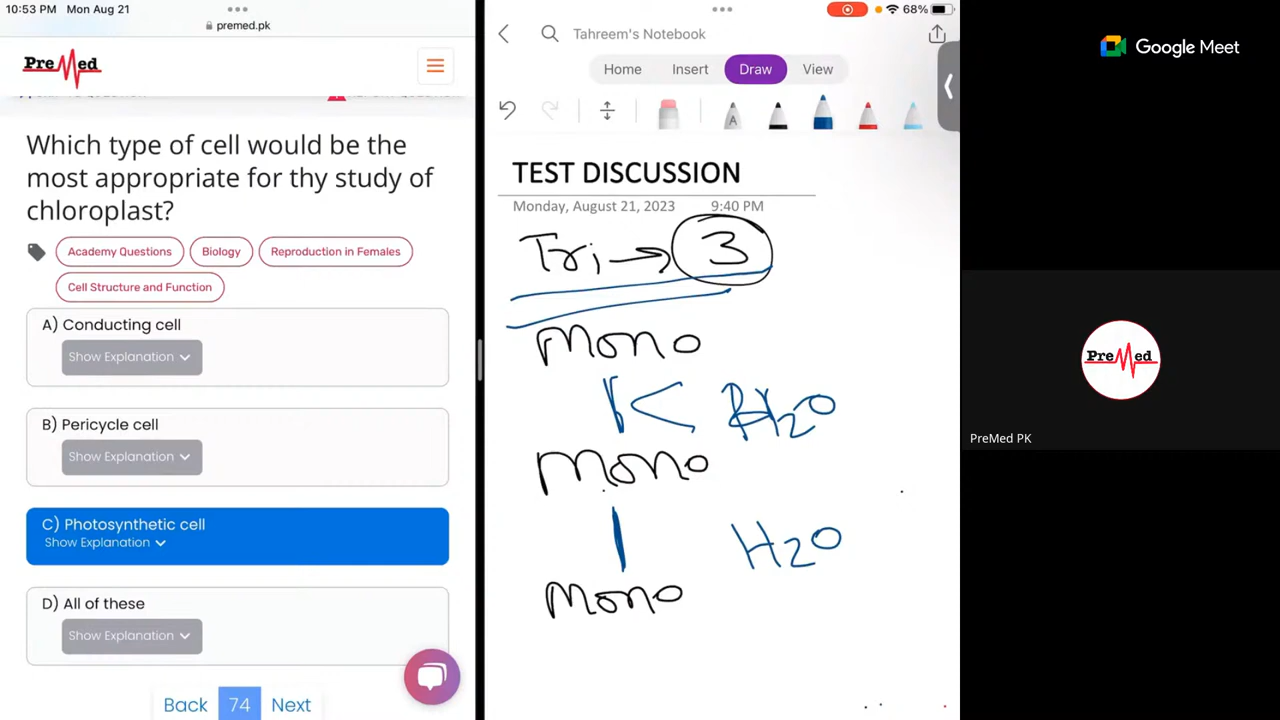 10:53 PM Mon Aug 21
premed.pk
PreMed
Which type of cell would be the
most appropriate for thy study of
chloroplast?
Academy Questions
Biology
Reproduction in Females
Cell Structure and Function
A) Conducting cell
Show Explanation
B) Pericycle cell
Show Explanation
C) Photosynthetic cell
Show Explanation
D) All of these
Show Explanation
Back 74 Next
68%
Tahreem's Notebook
Home Insert Draw View
A
TEST DISCUSSION
Monday, August 21, 2023 9:40 PM
Tri → 3
Mono
H2O
Mono
H2O
Mono
Google Meet
PreMed
PreMed PK